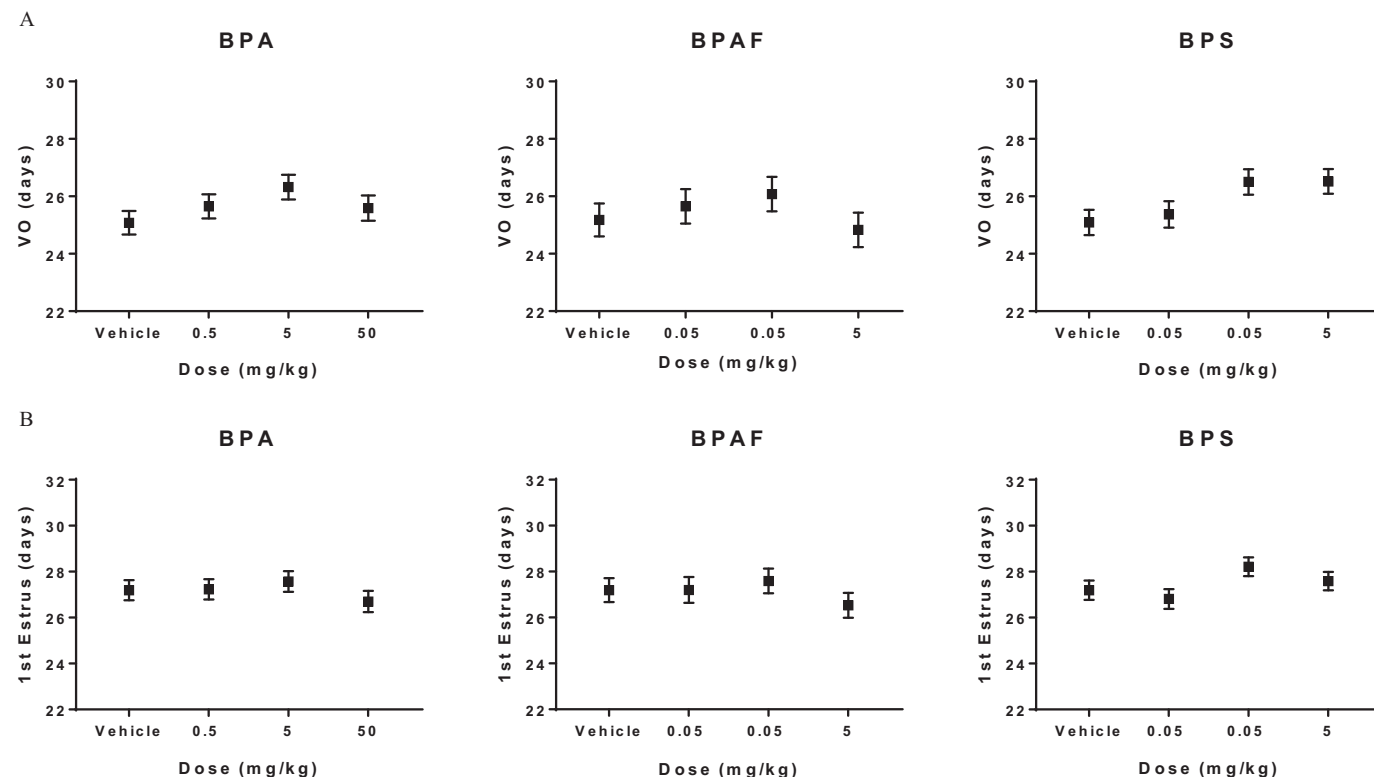 A
BPA
BPAF
BPS
VO (days)
30
28
26
24
22
Vehicle 0.5 5 50
Dose (mg/kg)
VO (days)
30
28
26
24
22
Vehicle 0.05 0.05 5
Dose (mg/kg)
VO (days)
30
28
26
24
22
Vehicle 0.05 0.05 5
Dose (mg/kg)
B
BPA
BPAF
BPS
1st Estrus (days)
32
30
28
26
24
22
Vehicle 0.5 5 50
Dose (mg/kg)
1st Estrus (days)
32
30
28
26
24
22
Vehicle 0.05 0.05 5
Dose (mg/kg)
1st Estrus (days)
32
30
28
26
24
22
Vehicle 0.05 0.05 5
Dose (mg/kg)